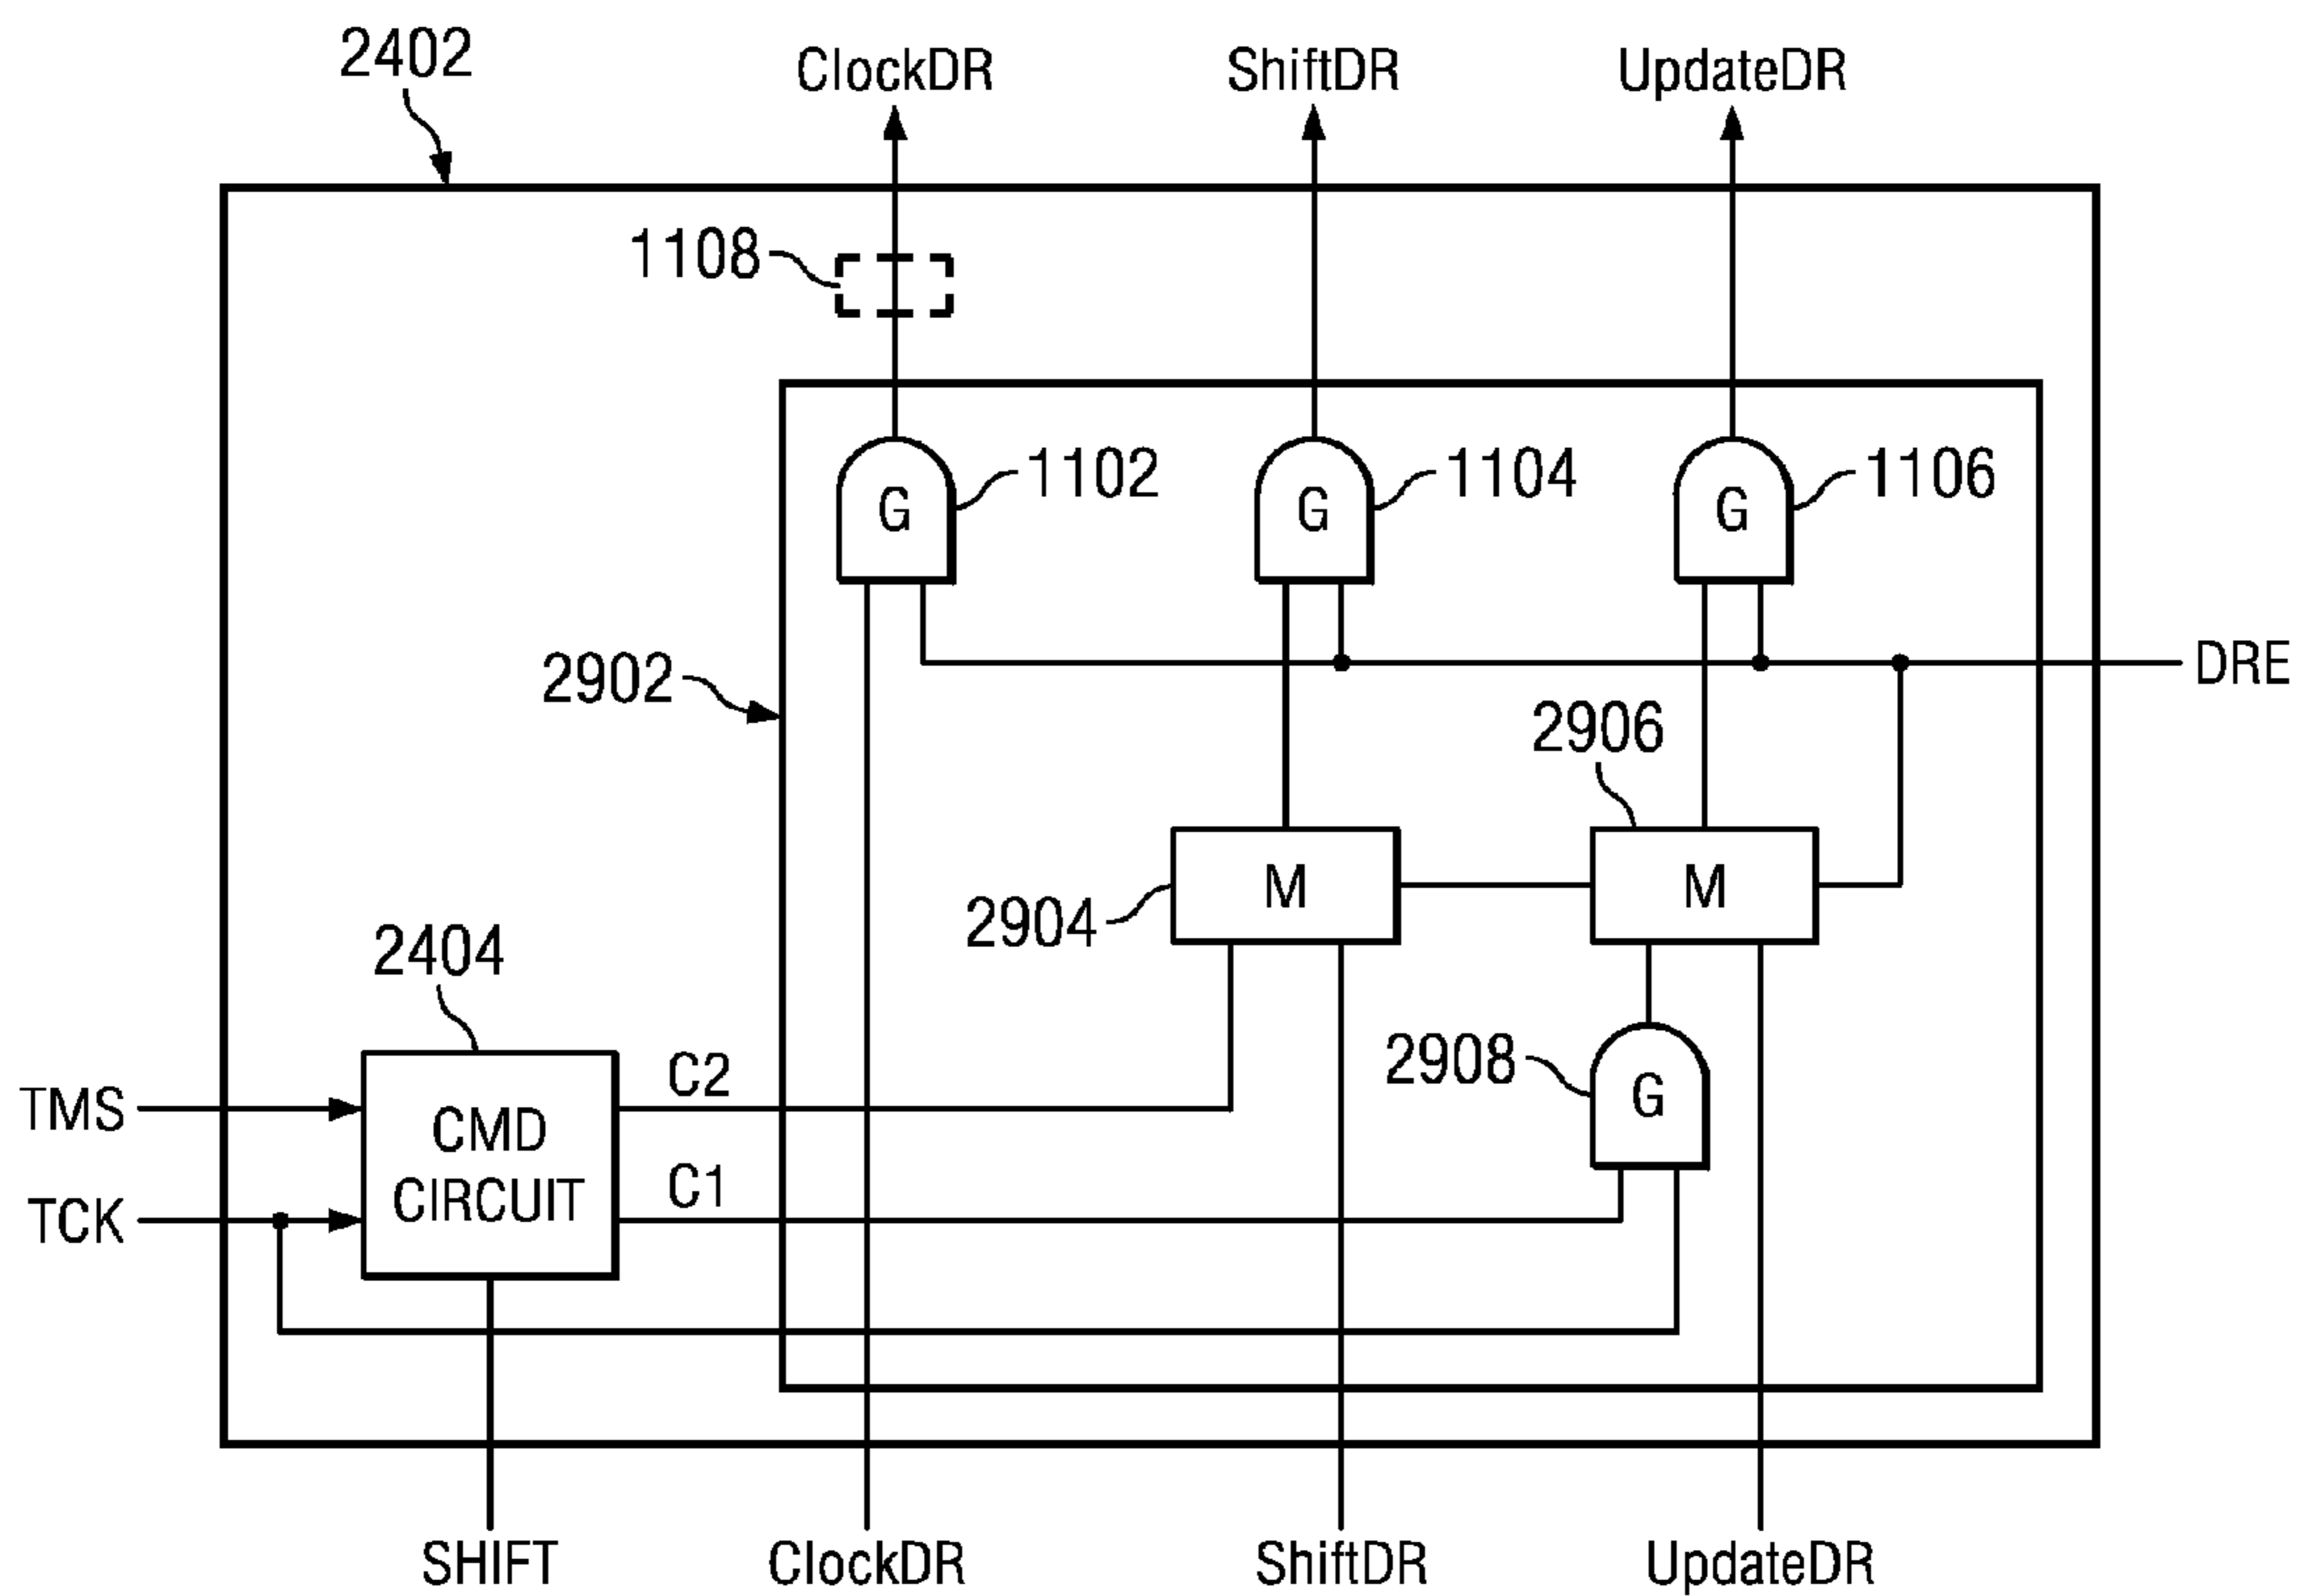 2402
ClockDR
ShiftDR
UpdateDR
1108
1102
1104
1106
G
G
G
2902
DRE
2906
2904
M
M
2404
2908
G
C2
C1
TMS
TCK
CMD
CIRCUIT
SHIFT
ClockDR
ShiftDR
UpdateDR